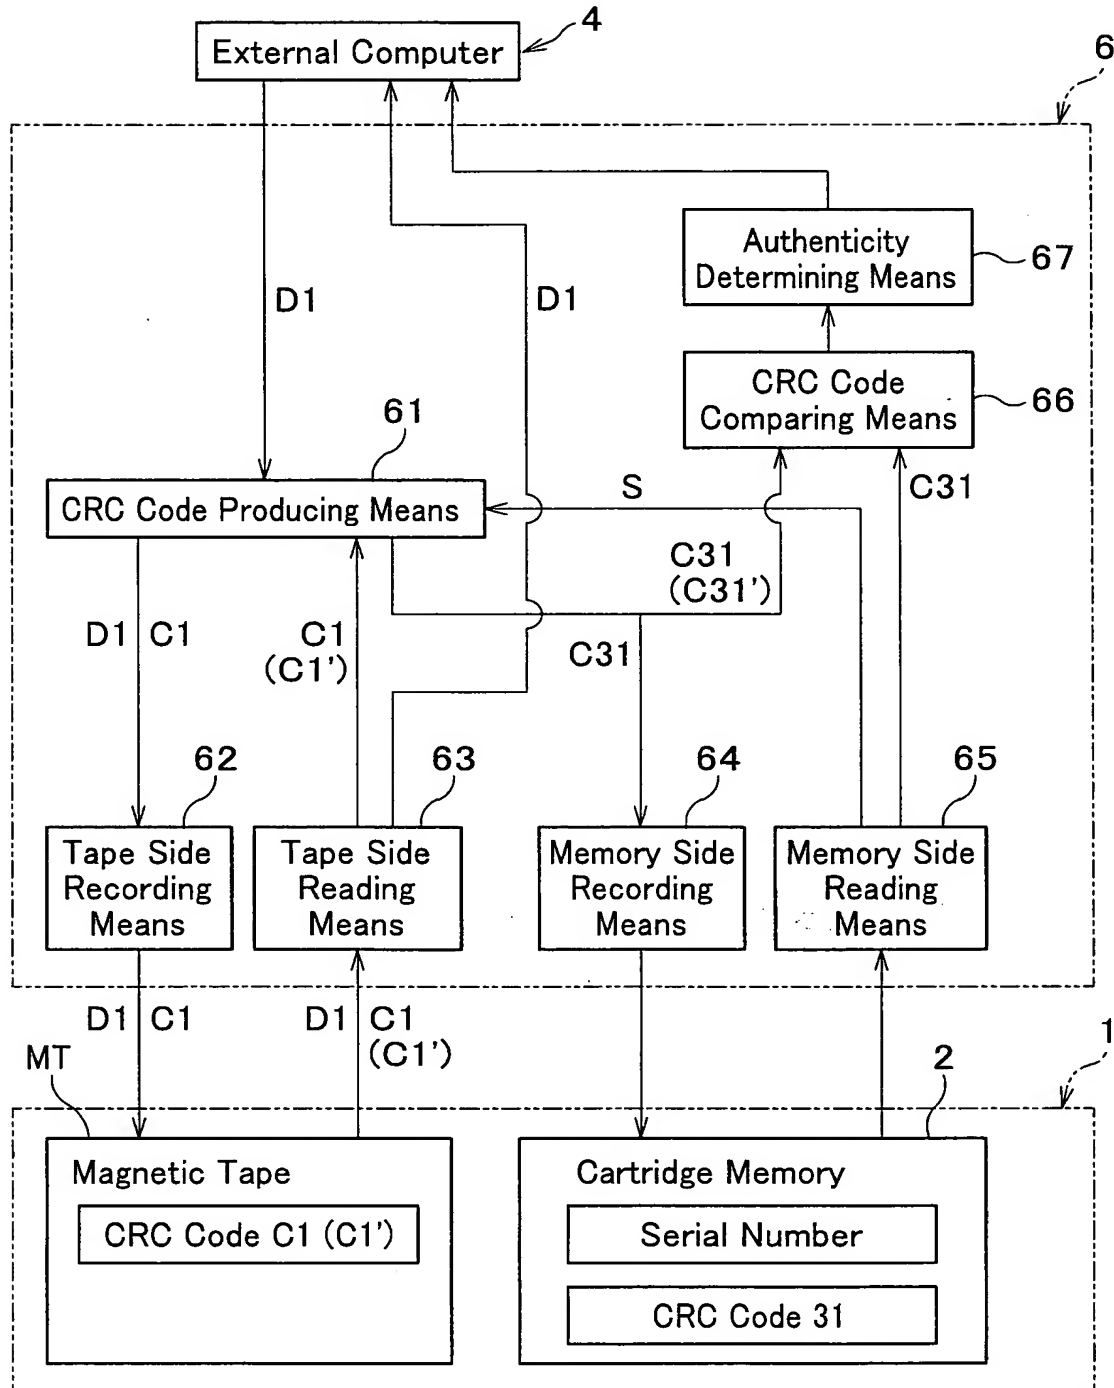 4
External Computer
6
Authenticity
Determining Means
67
D1
D1
CRC Code
Comparing Means
66
61
S
C31
CRC Code Producing Means
C31
(C31')
D1
C1
C1
(C1')
C31
62
63
64
65
Tape Side
Recording
Means
Tape Side
Reading
Means
Memory Side
Recording
Means
Memory Side
Reading
Means
D1
C1
D1
C1
(C1')
MT
2
1
Magnetic Tape
CRC Code C1 (C1')
Cartridge Memory
Serial Number
CRC Code 31